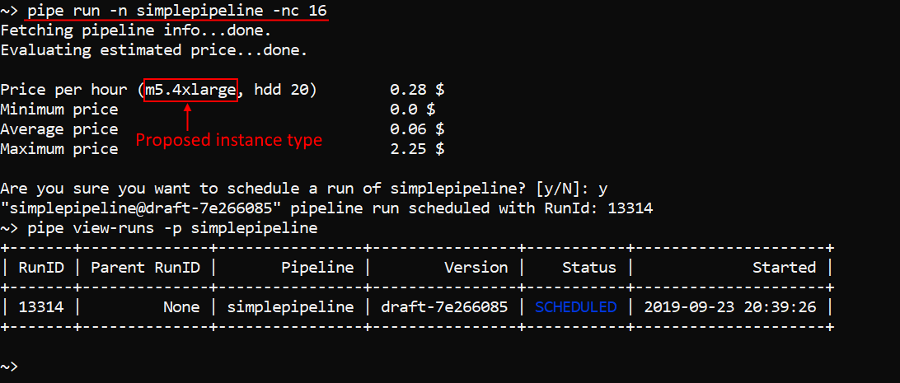 ~> pipe run -n simplepipeline -nc 16
Fetching pipeline info...done.
Evaluating estimated price...done.
Price per hour (m5.4xlarge, hdd 20) 0.28 $
Minimum price 0.0 $
Average price 0.06 $
Proposed instance type
Maximum price 2.25 $
Are you sure you want to schedule a run of simplepipeline? [y/N]: y
"simplepipeline@draft-7e266085" pipeline run scheduled with RunId: 13314
~> pipe view-runs -p simplepipeline
+-------+--------------+----------------+----------------+-----------+---------------------+
| RunID | Parent RunID | Pipeline | Version | Status | Started |
+-------+--------------+----------------+----------------+-----------+---------------------+
| 13314 | None | simplepipeline | draft-7e266085 | SCHEDULED | 2019-09-23 20:39:26 |
+-------+--------------+----------------+----------------+-----------+---------------------+
~>